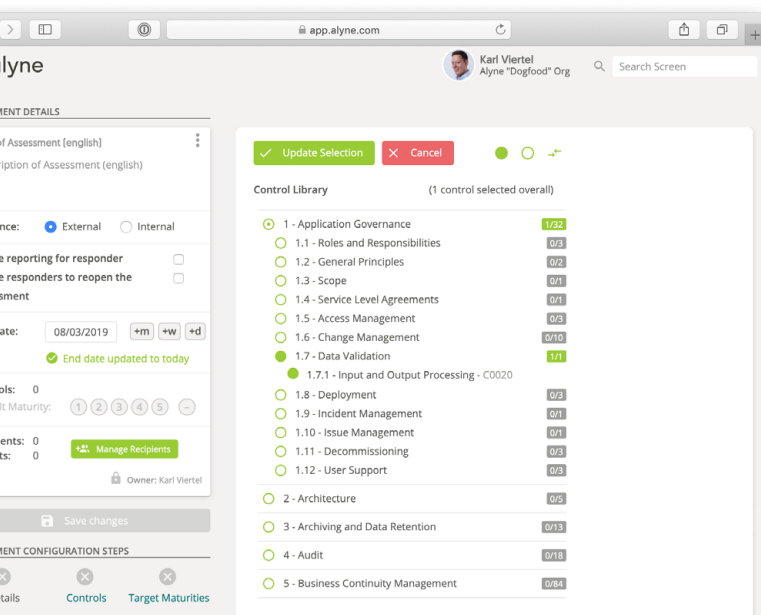 app.alyne.com
lyne
Karl Viertel
Alyne "Dogfood" Org
Search Screen
MENT DETAILS
of Assessment [english]
ription of Assessment (english)
nce:
External
Internal
e reporting for responder
e responders to reopen the
sment
ate:
08/03/2019
+m
+w
+d
End date updated to today
ols: 0
lt Maturity:
1 2 3 4 5 –
ents: 0
ts: 0
Manage Recipients
Owner: Karl Viertel
Save changes
MENT CONFIGURATION STEPS
tails
Controls
Target Maturities
Update Selection
Cancel
Control Library
(1 control selected overall)
1 - Application Governance 1/32
1.1 - Roles and Responsibilities 0/3
1.2 - General Principles 0/2
1.3 - Scope 0/1
1.4 - Service Level Agreements 0/1
1.5 - Access Management 0/3
1.6 - Change Management 0/10
1.7 - Data Validation 1/1
1.7.1 - Input and Output Processing - C0020
1.8 - Deployment 0/3
1.9 - Incident Management 0/1
1.10 - Issue Management 0/1
1.11 - Decommissioning 0/3
1.12 - User Support 0/3
2 - Architecture 0/5
3 - Archiving and Data Retention 0/13
4 - Audit 0/18
5 - Business Continuity Management 0/84